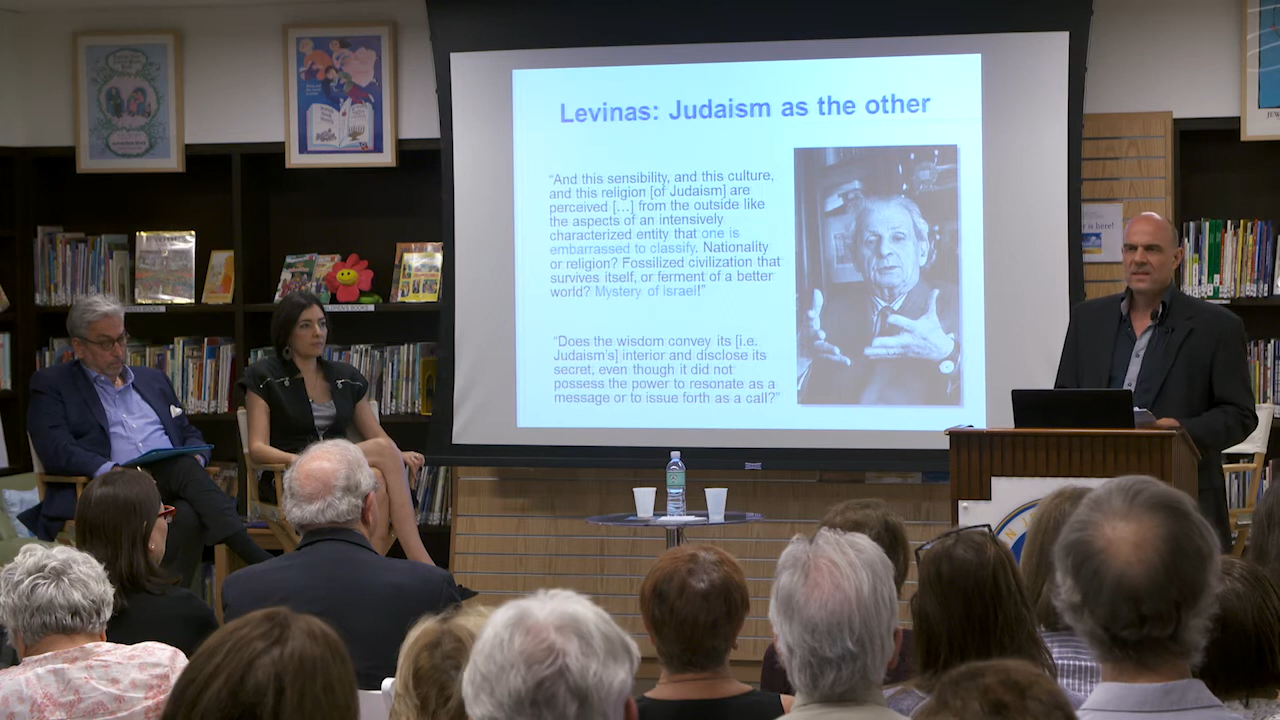 Levinas: Judaism as the other
“And this sensibility, and this culture,
and this religion [of Judaism] are
perceived […] from the outside like
the aspects of an intensively
characterized entity that one is
embarrassed to classify. Nationality
or religion? Fossilized civilization that
survives itself, or ferment of a better
world? Mystery of israel!”
“Does the wisdom convey its [i.e.
Judaism’s] interior and disclose its
secret, even though it did not
possess the power to resonate as a
message or to issue forth as a call?”
is here!